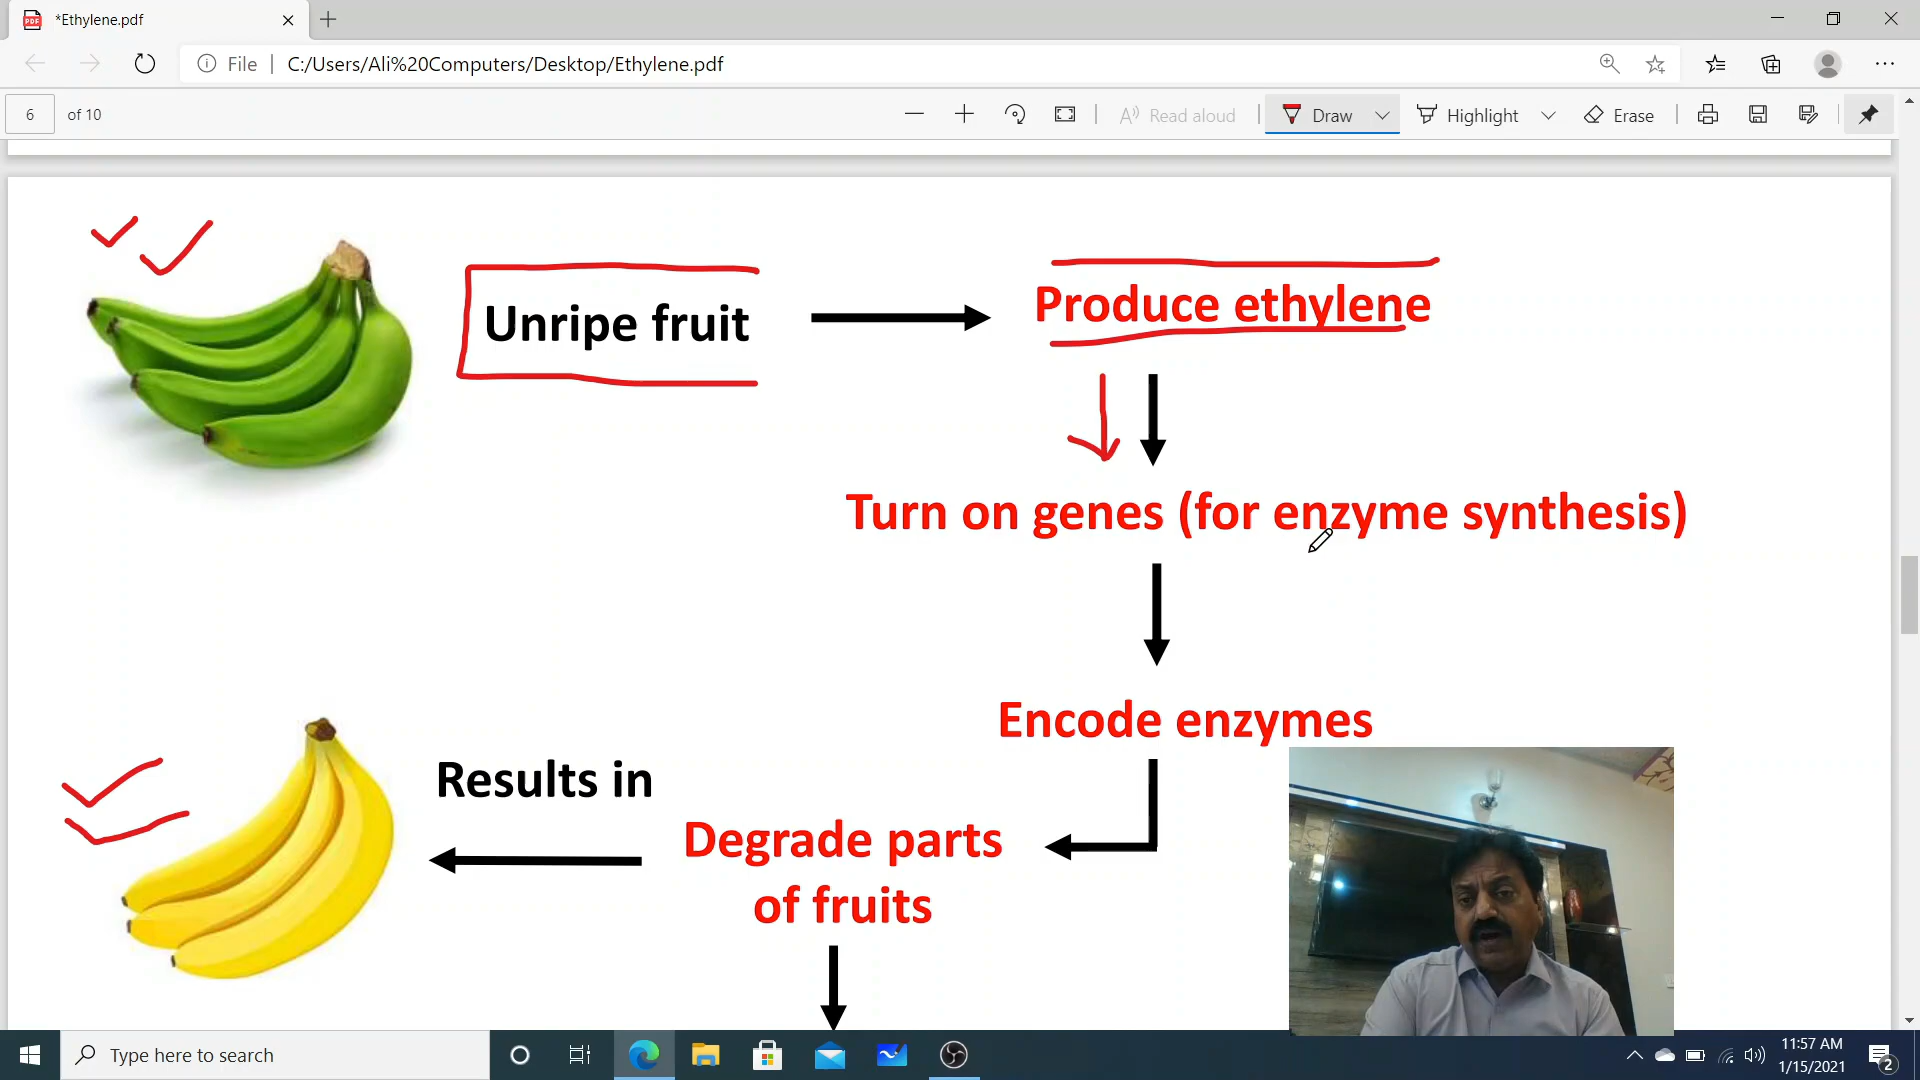 *Ethylene.pdf
File
C:/Users/Ali%20Computers/Desktop/Ethylene.pdf
6 of 10
Read aloud
Draw
Highlight
Erase
Unripe fruit
Produce ethylene
Turn on genes (for enzyme synthesis)
Encode enzymes
Results in
Degrade parts
of fruits
Type here to search
11:57 AM
1/15/2021
2